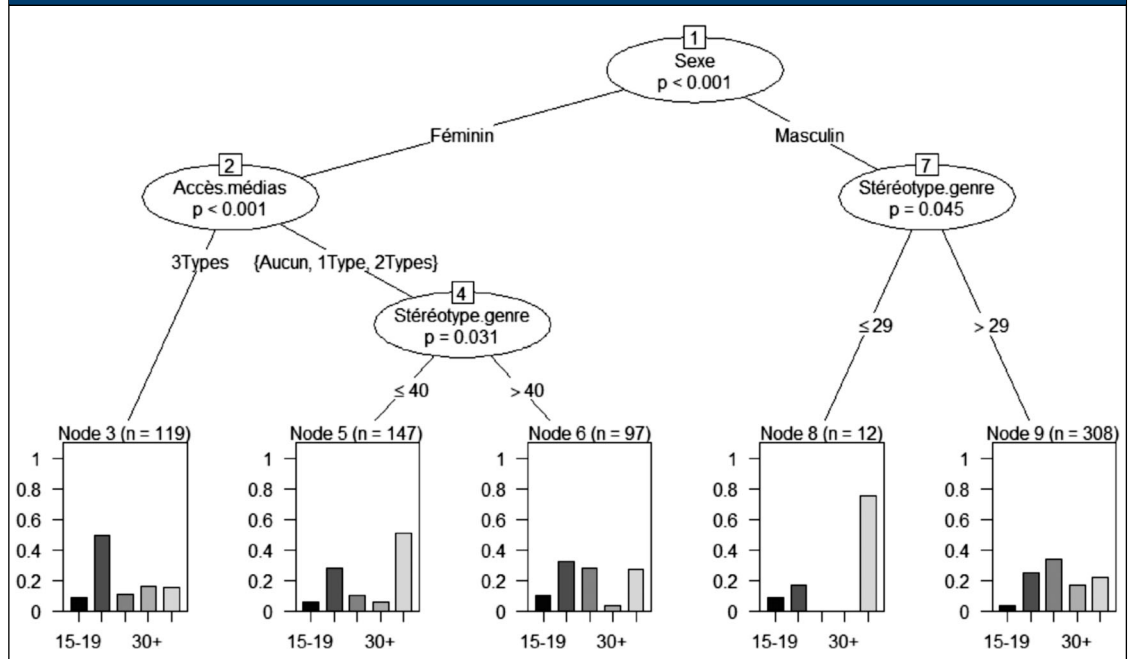 1
Sexe
p < 0.001
Féminin
Masculin
2
Accès.médias
p < 0.001
7
Stéréotype.genre
p = 0.045
3Types
{Aucun, 1Type, 2Types}
4
Stéréotype.genre
p = 0.031
≤ 29
> 29
≤ 40
> 40
Node 3 (n = 119)
1
0.8
0.6
0.4
0.2
0
15-19
30+
Node 5 (n = 147)
1
0.8
0.6
0.4
0.2
0
15-19
30+
Node 6 (n = 97)
1
0.8
0.6
0.4
0.2
0
15-19
30+
Node 8 (n = 12)
1
0.8
0.6
0.4
0.2
0
15-19
30+
Node 9 (n = 308)
1
0.8
0.6
0.4
0.2
0
15-19
30+